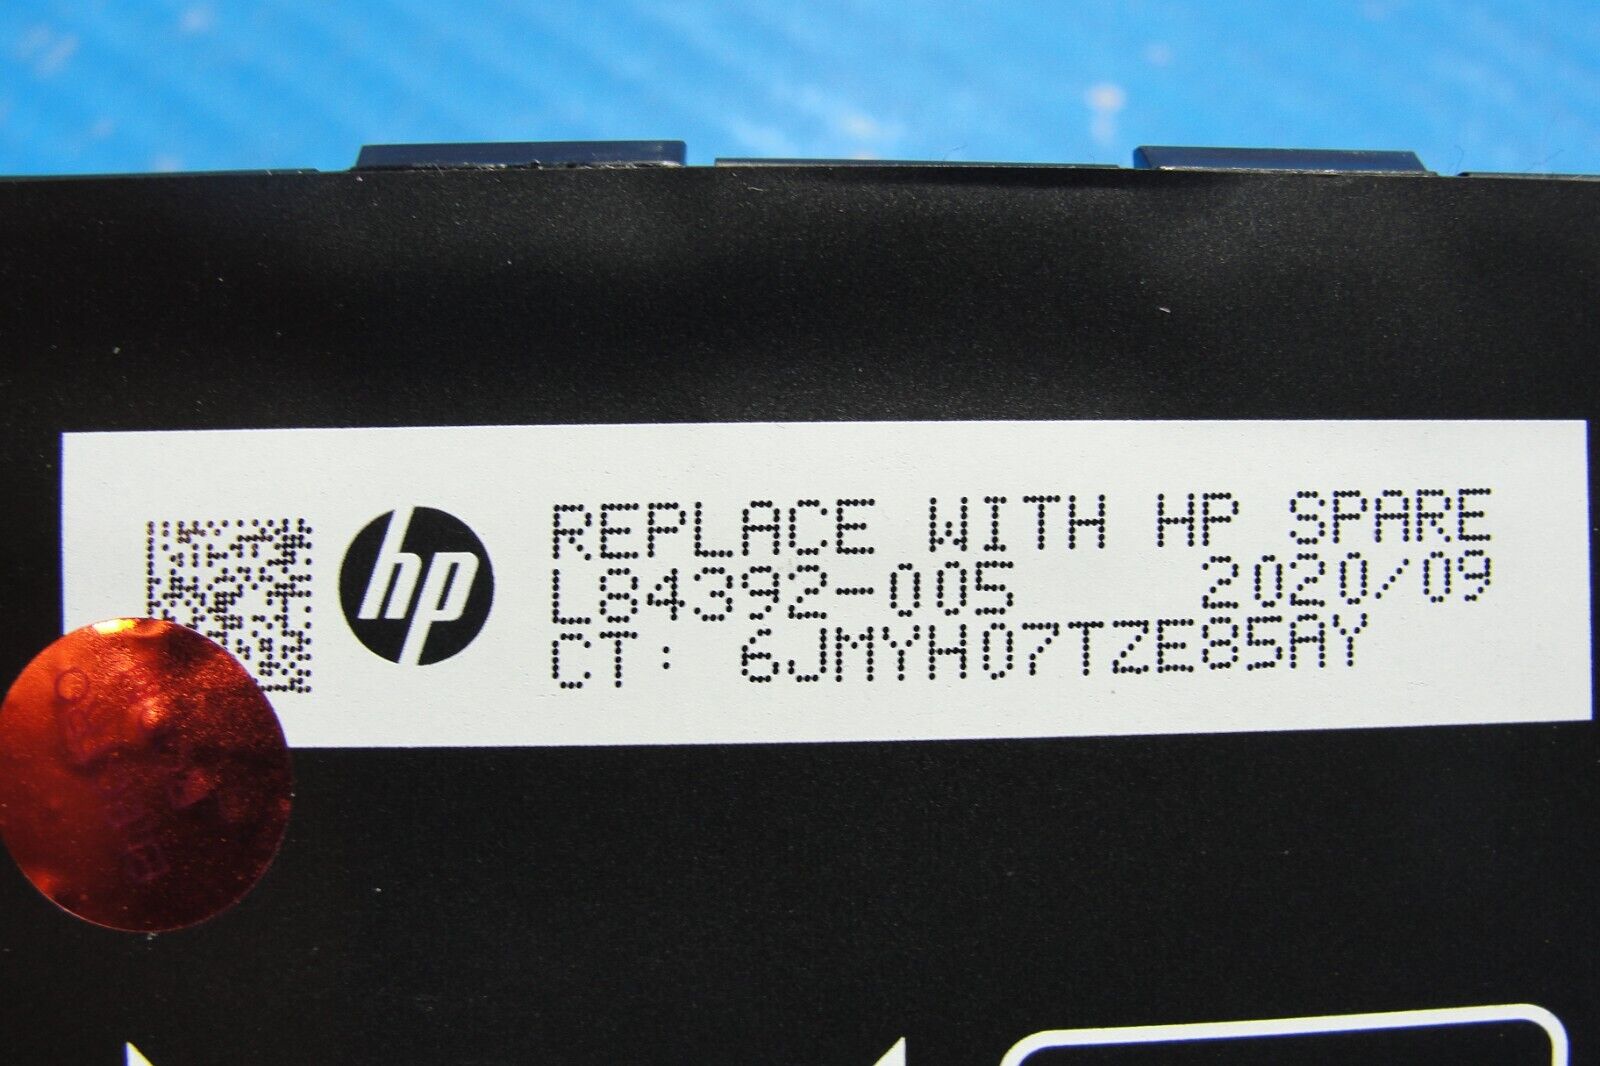 hp
REPLACE WITH HP SPARE
L84392-005 2020/09
CT: 6JMYH07TZE85AY